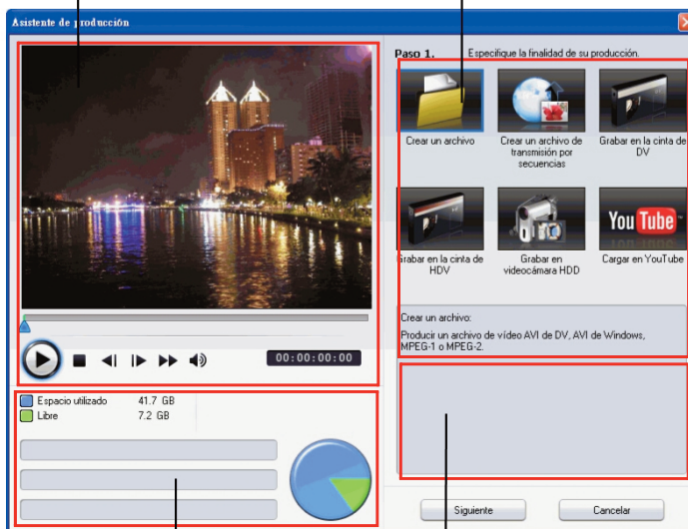 Asistente de producción
Paso 1. Especifique la finalidad de su producción.
Crear un archivo
Crear un archivo de
transmisión por
secuencias
Grabar en la cinta de
DV
Grabar en la cinta de
HDV
Grabar en
videocámara HDD
You Tube
Cargar en YouTube
Crear un archivo:
Producir un archivo de vídeo AVI de DV, AVI de Windows,
MPEG-1 o MPEG-2.
00:00:00:00
Espacio utilizado 41.7 GB
Libre 7.2 GB
Siguiente
Cancelar